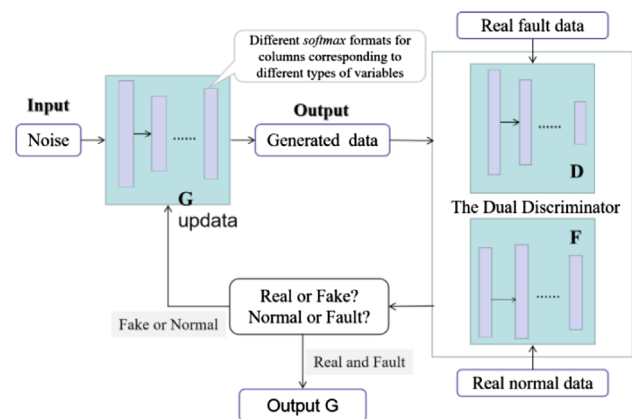 Real fault data
Different softmax formats for
columns corresponding to
different types of variables
Input
Output
Noise
Generated data
......
......
G
D
updata
The Dual Discriminator
F
......
Real or Fake?
Normal or Fault?
Fake or Normal
Real and Fault
Real normal data
Output G